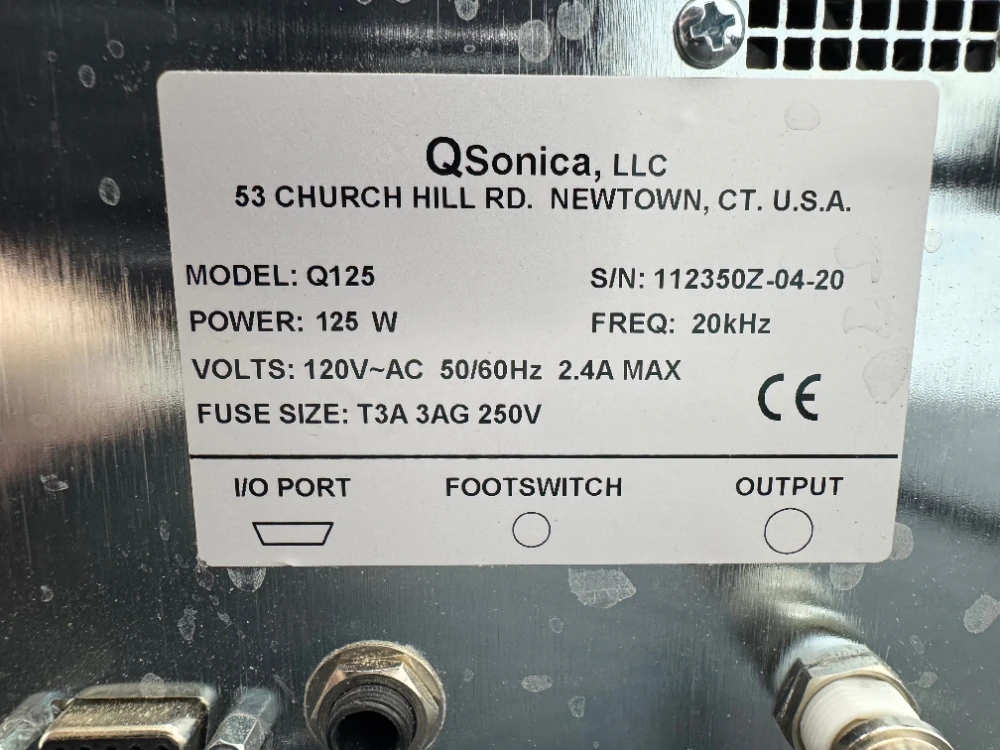 QSonica, LLC
53 CHURCH HILL RD. NEWTOWN, CT. U.S.A.
MODEL: Q125 S/N: 112350Z-04-20
POWER: 125 W FREQ: 20kHz
VOLTS: 120V~AC 50/60Hz 2.4A MAX
FUSE SIZE: T3A 3AG 250V CE
I/O PORT FOOTSWITCH OUTPUT